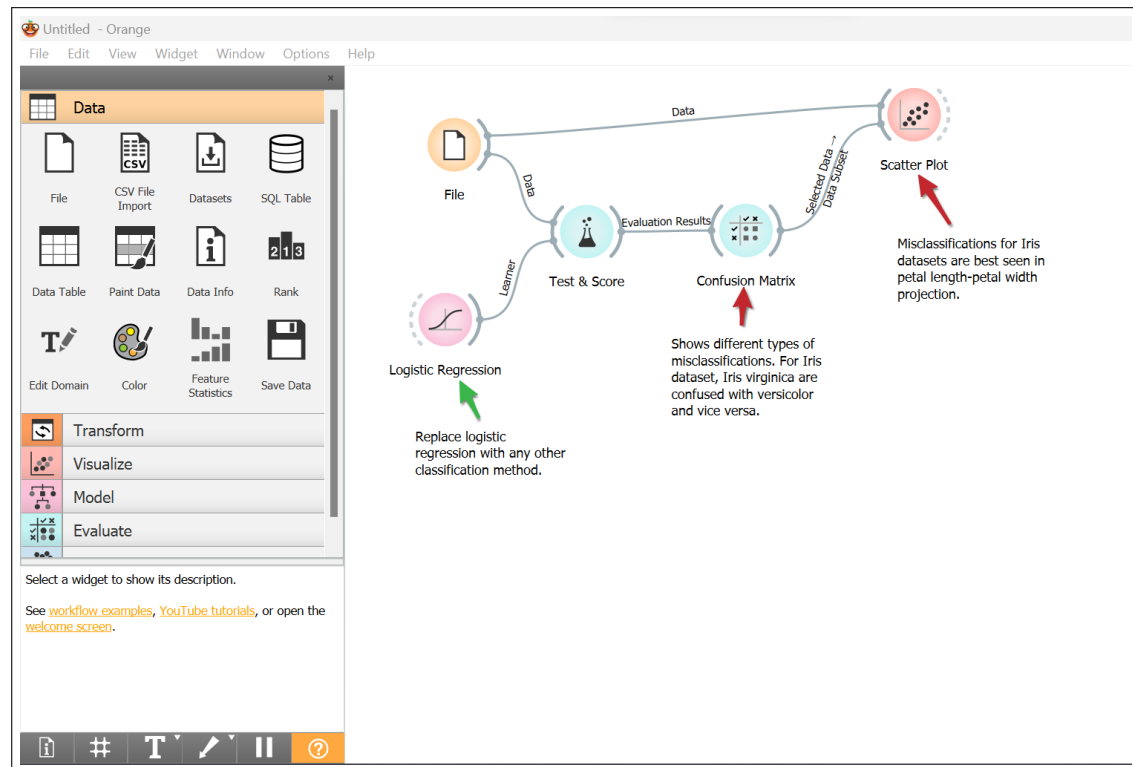 Untitled - Orange
File Edit View Widget Window Options Help
×
Data
File
CSV
CSV File
Import
Datasets
SQL Table
Data Table
Paint Data
Data Info
2 1 3
Rank
T
Edit Domain
Color
Feature
Statistics
Save Data
Transform
Visualize
Model
Evaluate
Select a widget to show its description.
See workflow examples, YouTube tutorials, or open the
welcome screen.
T
?
File
Data
Data
Learner
Logistic Regression
Replace logistic
regression with any other
classification method.
Test & Score
Evaluation Results
Confusion Matrix
Shows different types of
misclassifications. For Iris
dataset, Iris virginica are
confused with versicolor
and vice versa.
Selected Data →
Data Subset
Scatter Plot
Misclassifications for Iris
datasets are best seen in
petal length-petal width
projection.